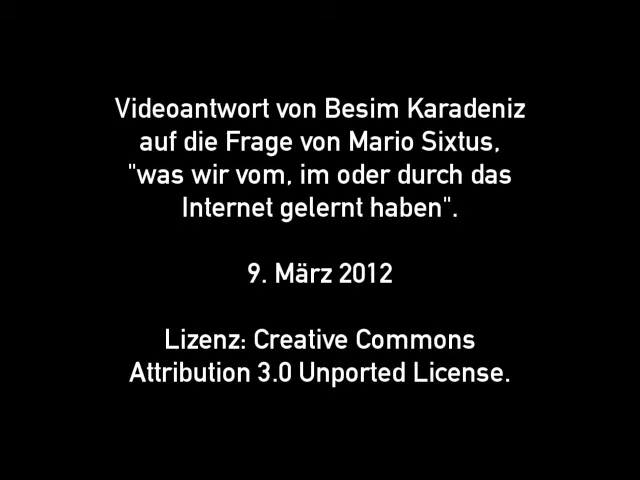 Videoantwort von Besim Karadeniz
auf die Frage von Mario Sixtus,
"was wir vom, im oder durch das
Internet gelernt haben".
9. März 2012
Lizenz: Creative Commons
Attribution 3.0 Unported License.